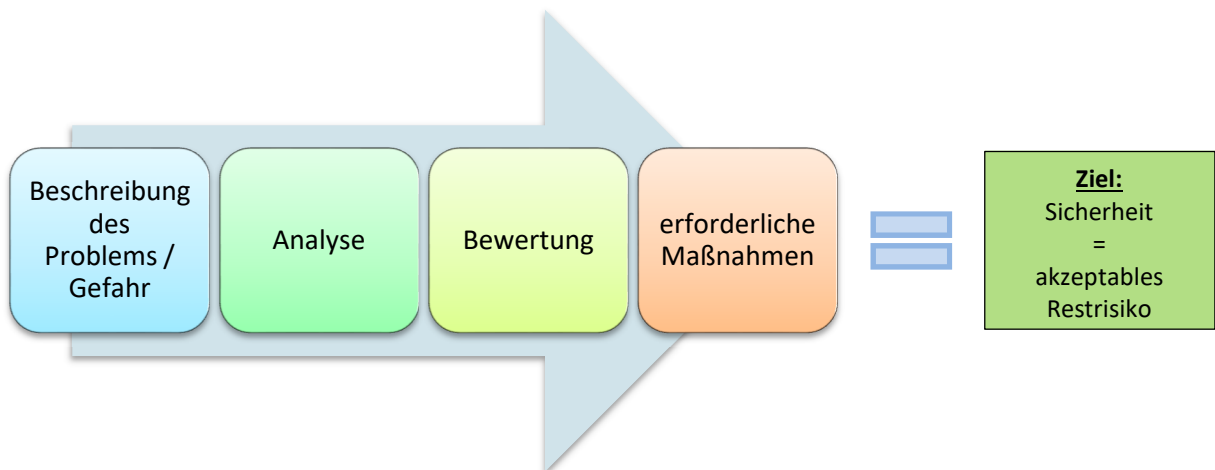 Beschreibung
des
Problems /
Gefahr
Analyse
Bewertung
erforderliche
Maßnahmen
Ziel:
Sicherheit
=
akzeptables
Restrisiko